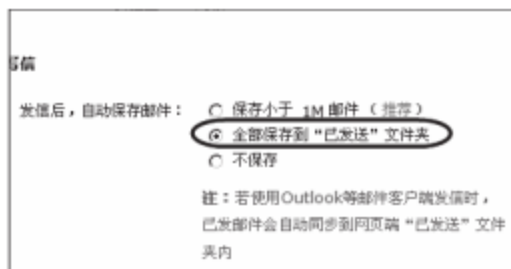 写信
发信后，自动保存邮件： 保存小于 1M 邮件 （推荐）
全部保存到“已发送”文件夹
不保存
注：若使用Outlook等邮件客户端发信时，
已发邮件会自动同步到网页端“已发送”文件
夹内